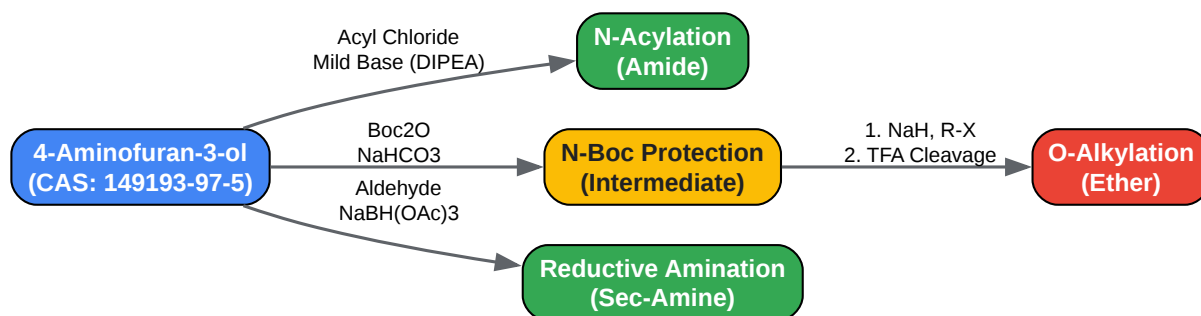 Acyl Chloride
Mild Base (DIPEA)
N-Acylation
(Amide)
4-Aminofuran-3-ol
(CAS: 149193-97-5)
Boc2O
NaHCO3
N-Boc Protection
(Intermediate)
1. NaH, R-X
2. TFA Cleavage
O-Alkylation
(Ether)
Aldehyde
NaBH(OAc)3
Reductive Amination
(Sec-Amine)